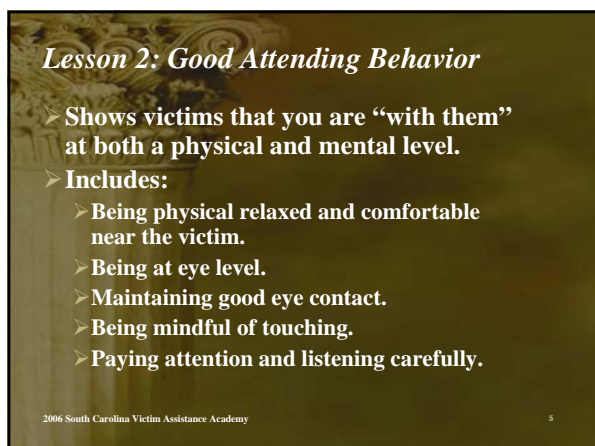 Lesson 2: Good Attending Behavior
➢Shows victims that you are “with them”
at both a physical and mental level.
➢Includes:
➢Being physical relaxed and comfortable
near the victim.
➢Being at eye level.
➢Maintaining good eye contact.
➢Being mindful of touching.
➢Paying attention and listening carefully.
2006 South Carolina Victim Assistance Academy 5